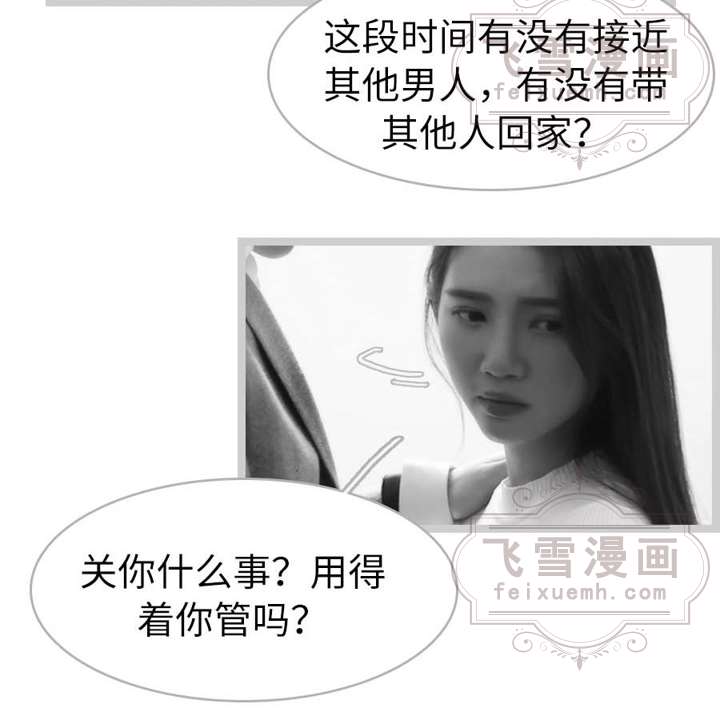 这段时间有没有接近
其他男人，有没有带
其他人回家？
飞雪漫画
feixuemh.com
关你什么事？用得
着你管吗？
飞雪漫画
feixuemh.com